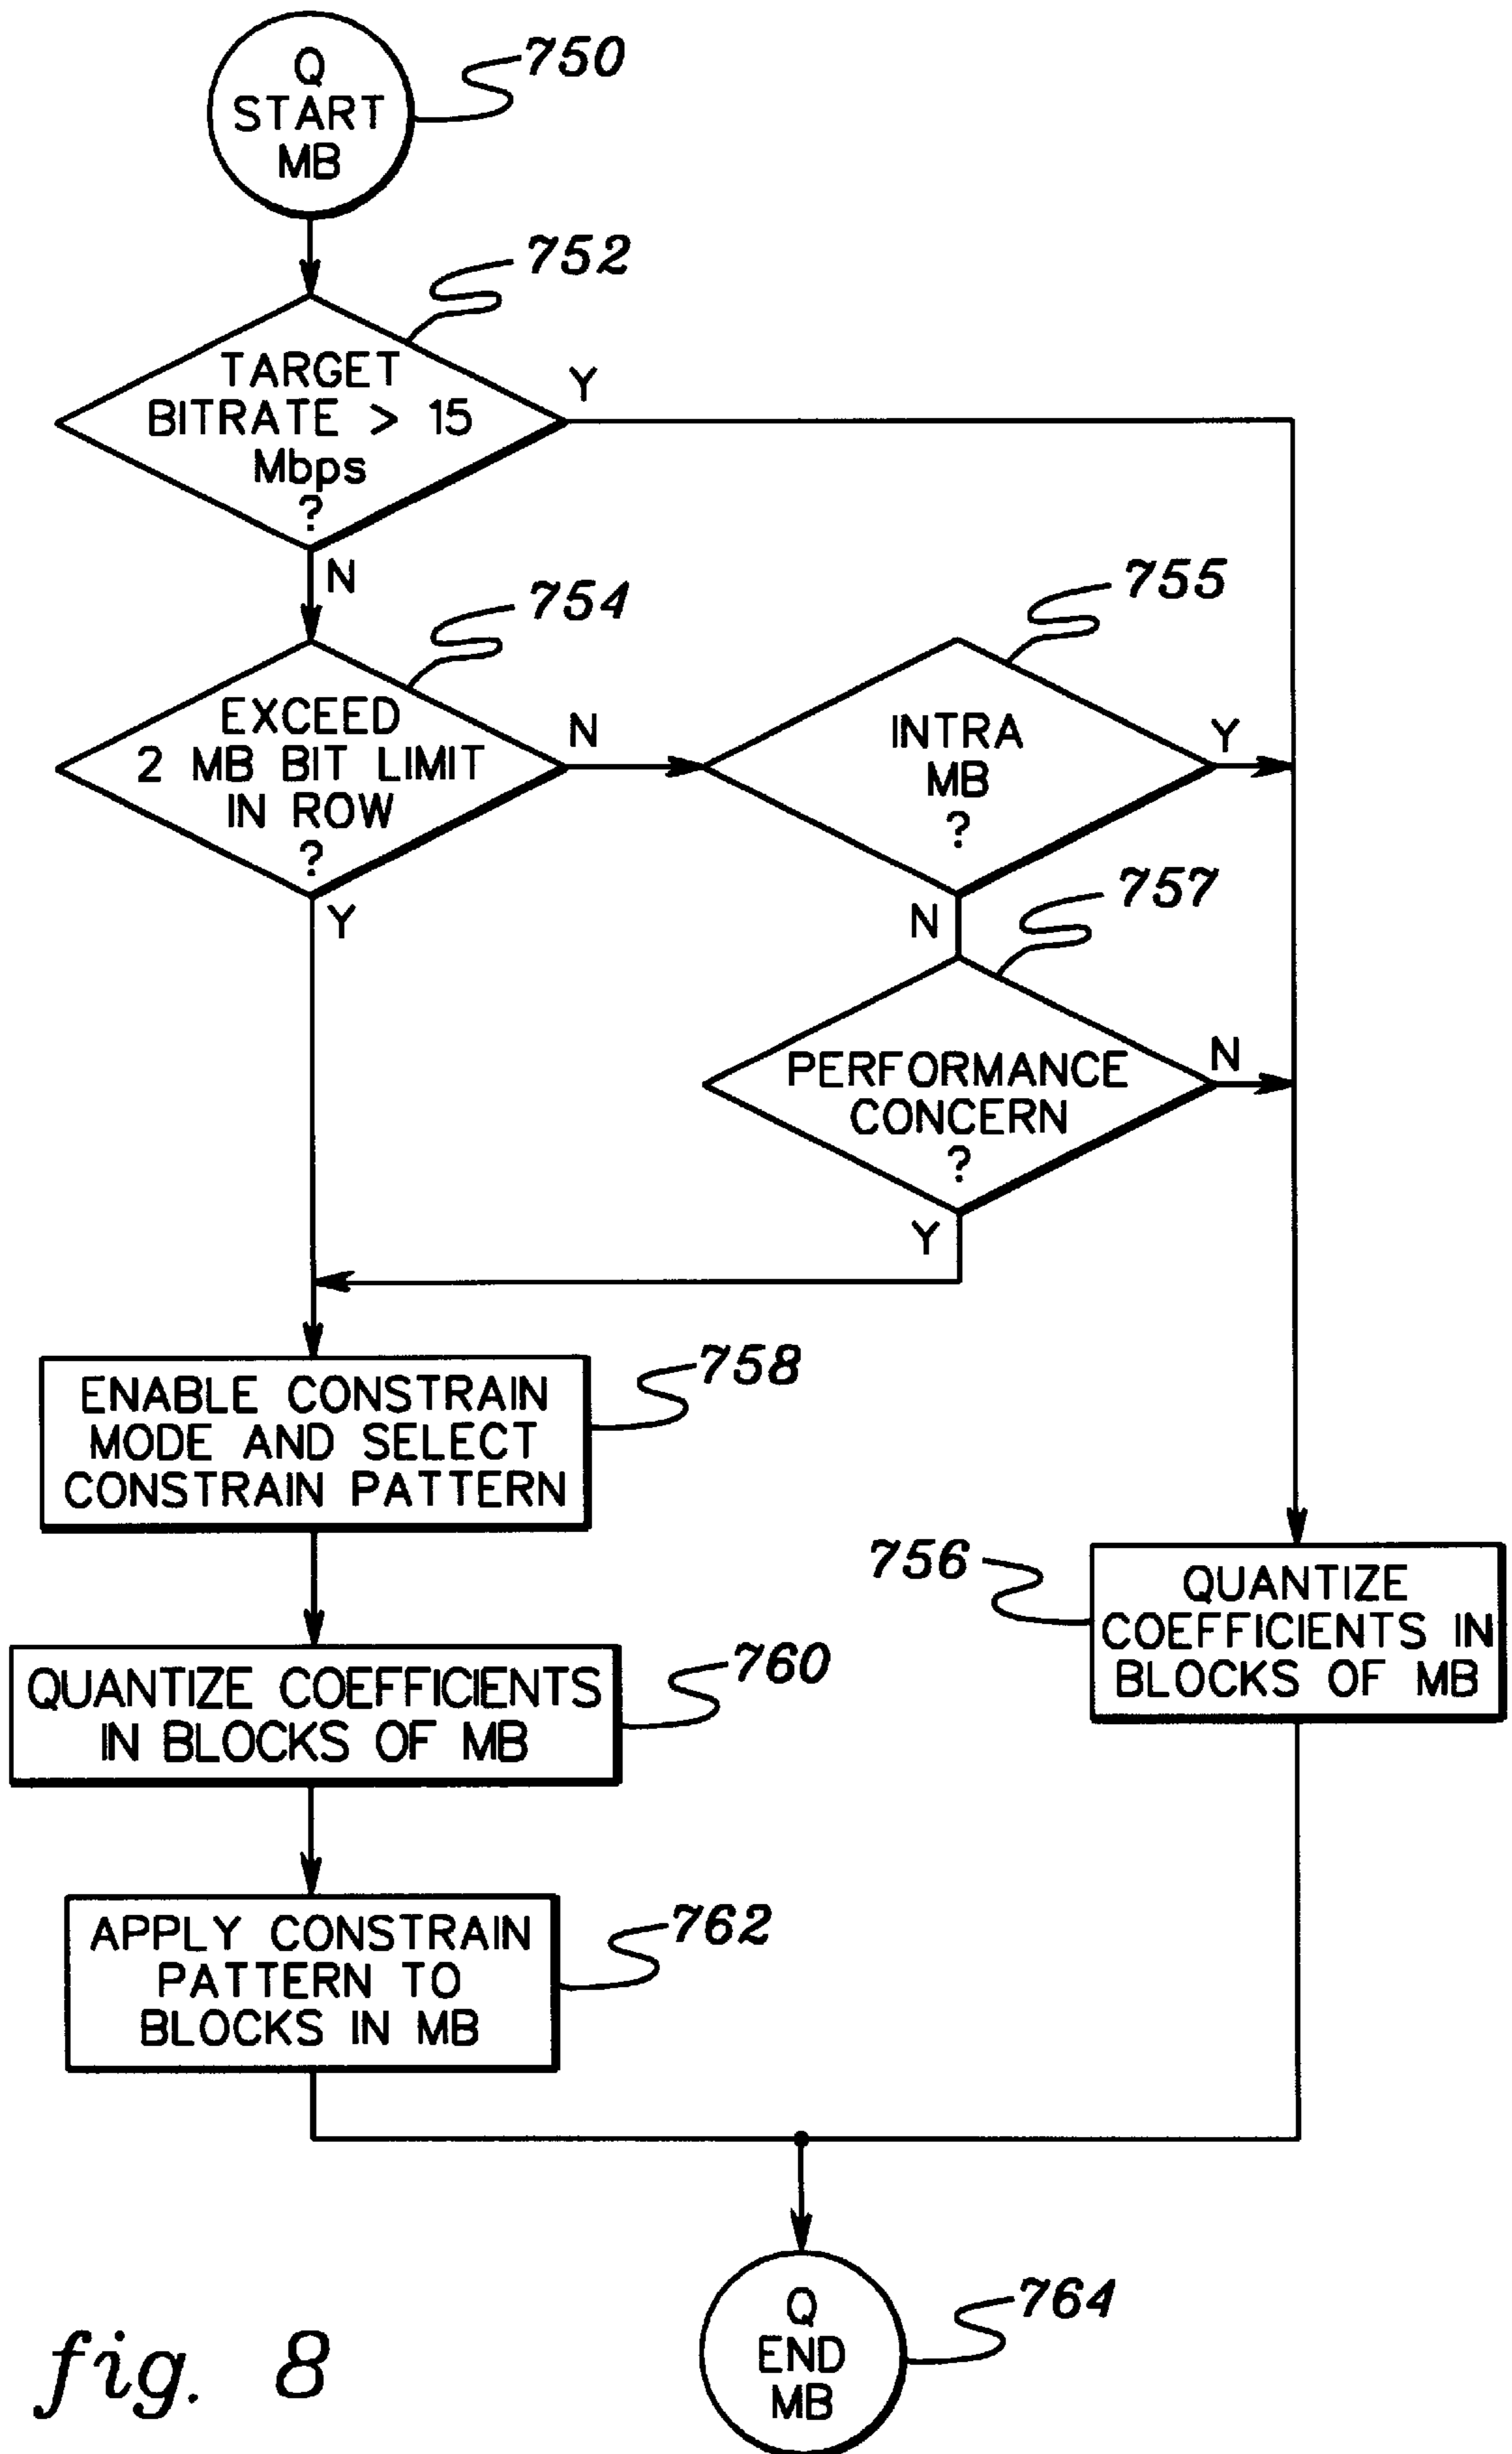 Q
START
MB
750
752
TARGET
BITRATE > 15
Mbps
?
Y
N
754
EXCEED
2 MB BIT LIMIT
IN ROW
?
N
Y
755
INTRA
MB
?
Y
N
757
PERFORMANCE
CONCERN
?
N
Y
758
ENABLE CONSTRAIN
MODE AND SELECT
CONSTRAIN PATTERN
756
QUANTIZE
COEFFICIENTS IN
BLOCKS OF MB
760
QUANTIZE COEFFICIENTS
IN BLOCKS OF MB
762
APPLY CONSTRAIN
PATTERN TO
BLOCKS IN MB
764
Q
END
MB
fig. 8